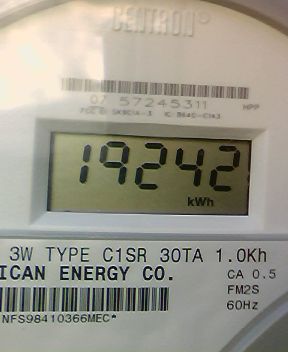 CENTRON®
07 57245311 HPP
19242
kWh
3W TYPE C1SR 30TA 1.0Kh
ICAN ENERGY CO. CA 0.5
FM2S
60Hz
NFS98410366MEC*